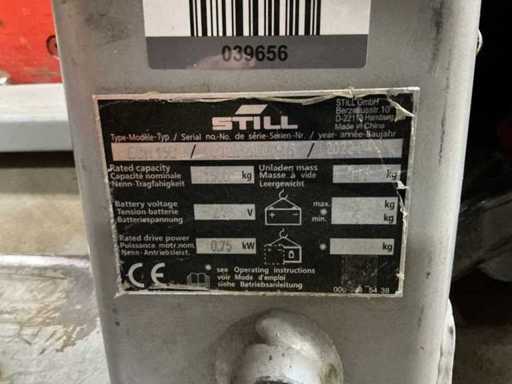 039656
STILL
STILL GmbH
Berzeliusstr.10
D-22113 Hamburg
Made in China
Type-Modèle-Typ / Serial no.-No. de série-Serien-Nr. / year- année-Baujahr
/ /
Rated capacity
Capacité nominale
Nenn-Tragfähigkeit
kg
Unladen mass
Masse à vide
Leergewicht
kg
Battery voltage
Tension batterie
Batteriespannung
V
max.
min.
kg
kg
Rated drive power
Puissance motr.nom.
Nenn-Antriebsleist.
0.75 kW
kg
CE
see Operating instructions
voir Mode d'emploi
siehe Betriebsanleitung